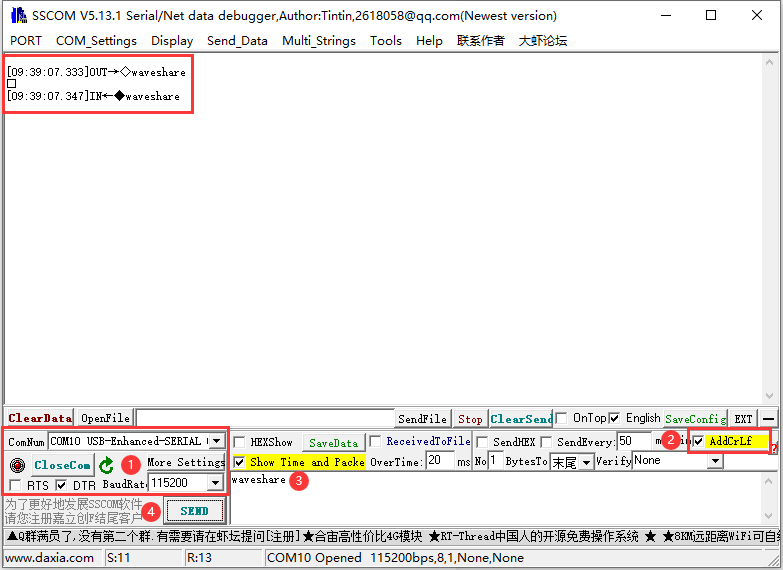 SSCOM V5.13.1 Serial/Net data debugger,Author:Tintin,2618058@qq.com(Newest version)
PORT COM_Settings Display Send_Data Multi_Strings Tools Help 联系作者 大虾论坛
[09:39:07.333]OUT→◇waveshare
□
[09:39:07.347]IN←◆waveshare
ClearData OpenFile SendFile Stop ClearSend OnTop English SaveConfig EXT —
ComNum COM10 USB-Enhanced-SERIAL HEXShow SaveData ReceivedToFile SendHEX SendEvery: 50 2 AddCrLf
CloseCom 1 More Settings Show Time and Packe OverTime: 20 ms No 1 BytesTo 末尾 Verify None ?
RTS DTR BaudRat 115200 waveshare 3
为了更好地发展SSCOM软件
请您注册嘉立创F结尾客户 4 SEND
▲Q群满员了,没有第二个群.有需要请在虾坛提问[注册]★合宙高性价比4G模块 ★RT-Thread中国人的开源免费操作系统 ★ ★8KM远距离WiFi可自
www.daxia.com S:11 R:13 COM10 Opened 115200bps,8,1,None,None